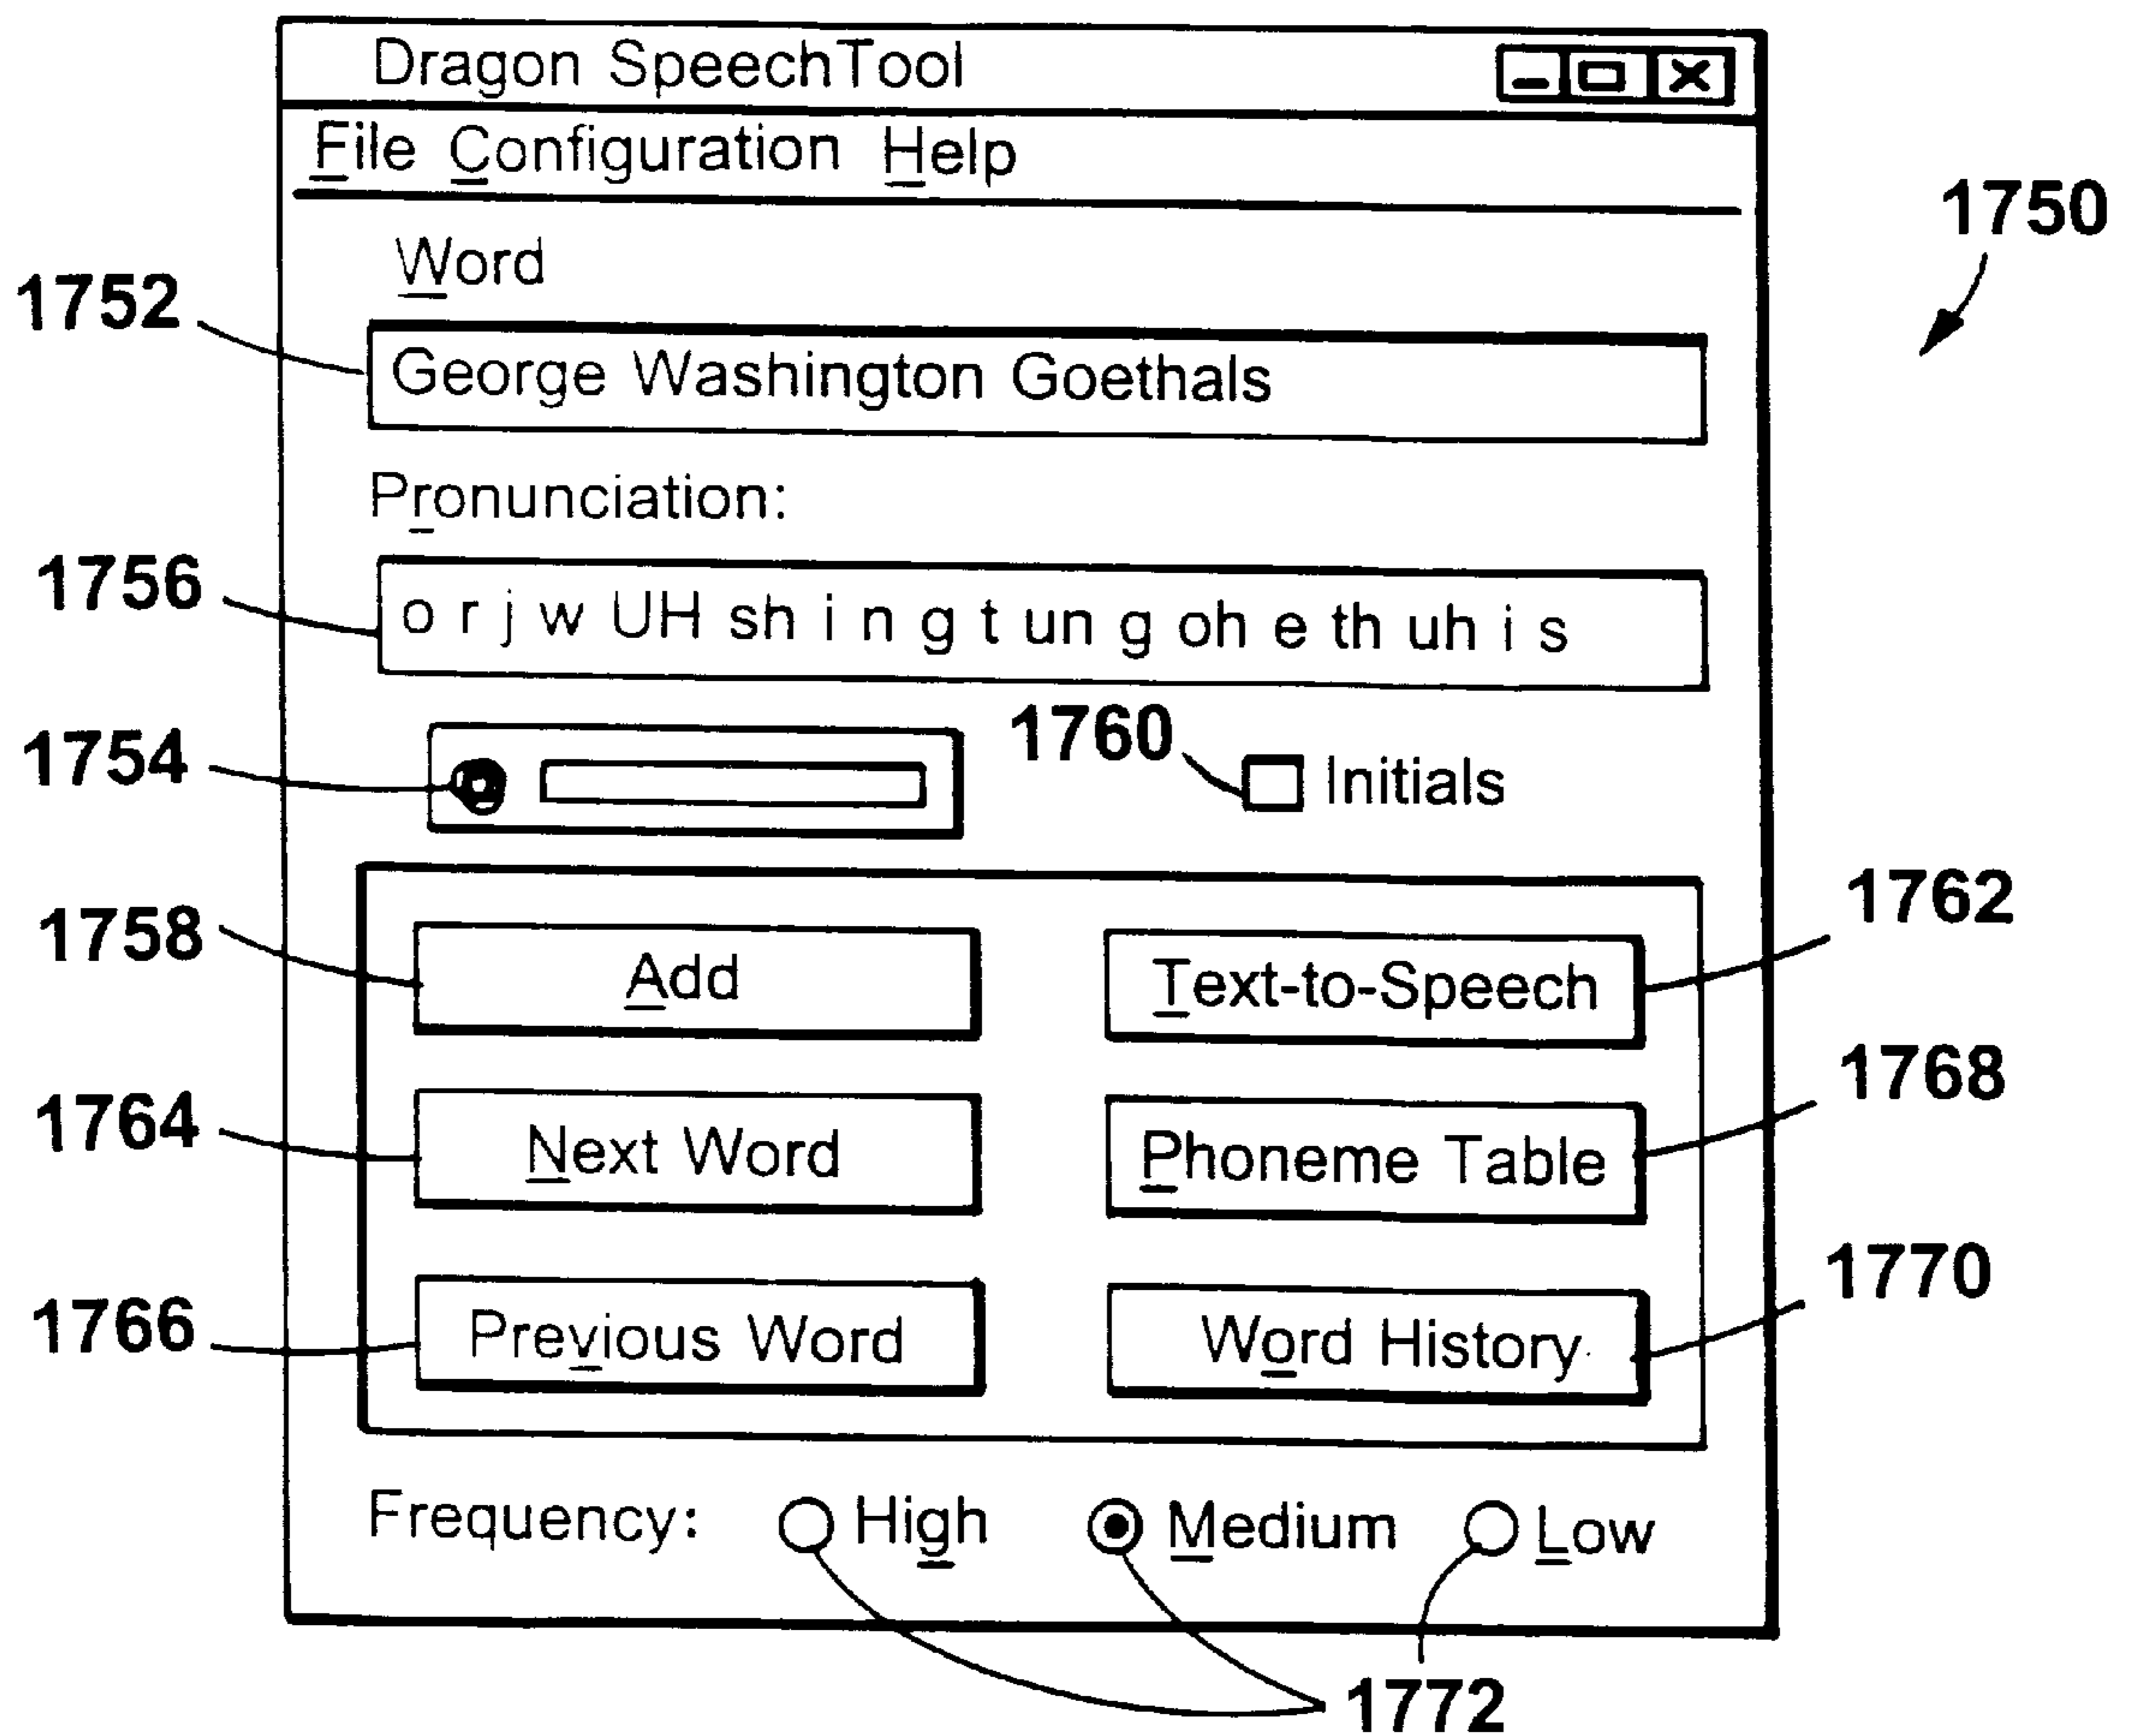 Dragon SpeechTool
File Configuration Help
1750
Word
1752
George Washington Goethals
Pronunciation:
1756
o r j w UH sh i n g t un g oh e th uh i s
1754
1760
Initials
1758
Add
Text-to-Speech
1762
1764
Next Word
Phoneme Table
1768
1766
Previous Word
Word History
1770
Frequency: High Medium Low
1772